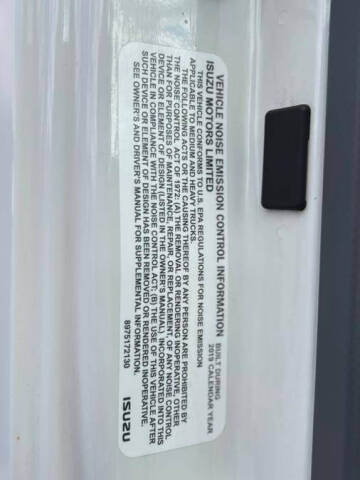 VEHICLE NOISE EMISSION CONTROL INFORMATION
ISUZU MOTORS LIMITED
BUILT DURING
2015 CALENDAR YEAR
THIS VEHICLE CONFORMS TO U.S. EPA REGULATIONS FOR NOISE EMISSION
APPLICABLE TO MEDIUM AND HEAVY TRUCKS.
THE FOLLOWING ACTS OR THE CAUSING THEREOF BY ANY PERSON ARE PROHIBITED BY
THE NOISE CONTROL ACT OF 1972: (A) THE REMOVAL OR RENDERING INOPERATIVE, OTHER
THAN FOR PURPOSES OF MAINTENANCE, REPAIR, OR REPLACEMENT, OF ANY NOISE CONTROL
DEVICE OR ELEMENT OF DESIGN (LISTED IN THE OWNER'S MANUAL), INCORPORATED INTO THIS
VEHICLE IN COMPLIANCE WITH THE NOISE CONTROL ACT; (B) THE USE OF THIS VEHICLE AFTER
SUCH DEVICE OR ELEMENT OF DESIGN HAS BEEN REMOVED OR RENDERED INOPERATIVE.
SEE OWNER'S AND DRIVER'S MANUAL FOR SUPPLEMENTAL INFORMATION.
8975172130
ISUZU